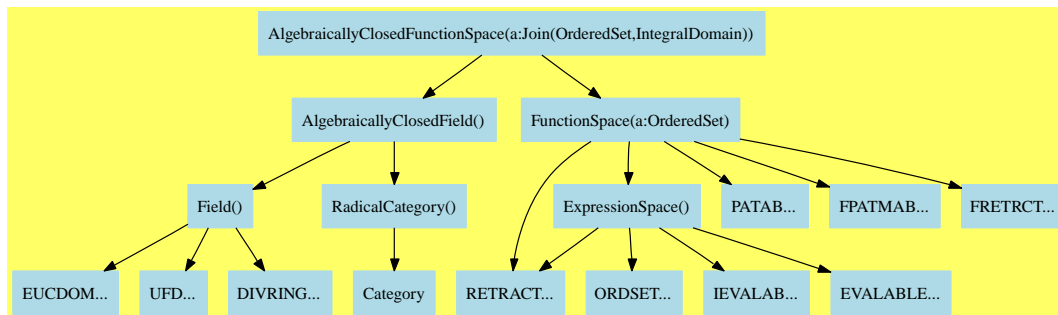 AlgebraicallyClosedFunctionSpace(a:Join(OrderedSet,IntegralDomain))
AlgebraicallyClosedField()
FunctionSpace(a:OrderedSet)
Field()
RadicalCategory()
ExpressionSpace()
PATAB...
FPATMAB...
FRETRCT...
EUCDOM...
UFD...
DIVRING...
Category
RETRACT...
ORDSET...
IEVALAB...
EVALABLE...